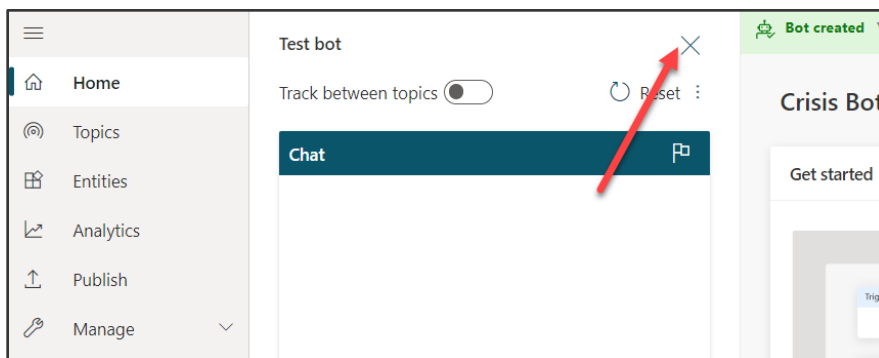 Home
Topics
Entities
Analytics
Publish
Manage
Test bot
Track between topics
Reset
Chat
Bot created
Crisis Bot
Get started
Trig